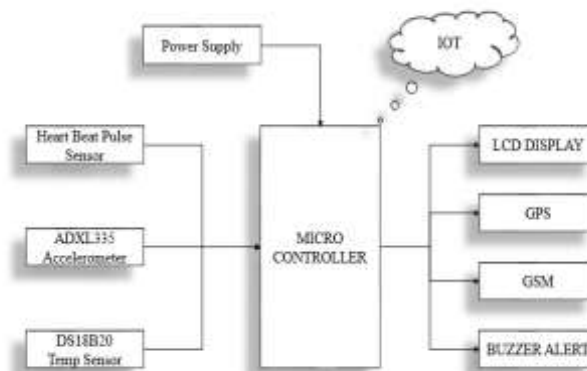 Power Supply
IOT
Heart Beat Pulse
Sensor
ADXL335
Accelerometer
DS18B20
Temp Sensor
MICRO
CONTROLLER
LCD DISPLAY
GPS
GSM
BUZZER ALERT